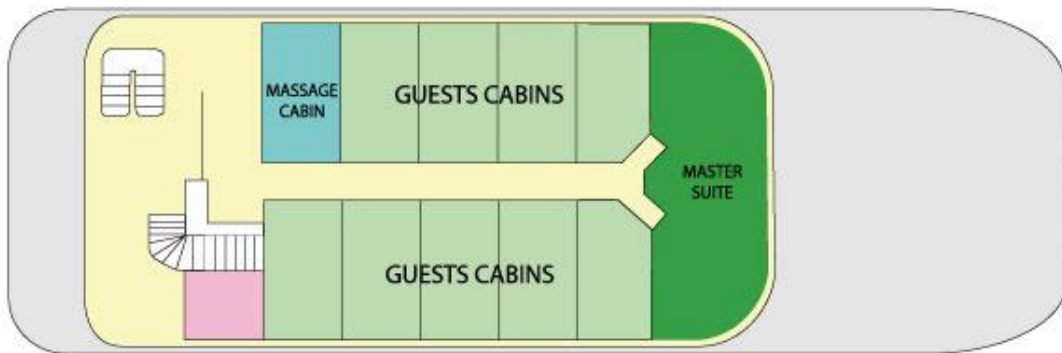 MASSAGE
CABIN
GUESTS CABINS
MASTER
SUITE
GUESTS CABINS